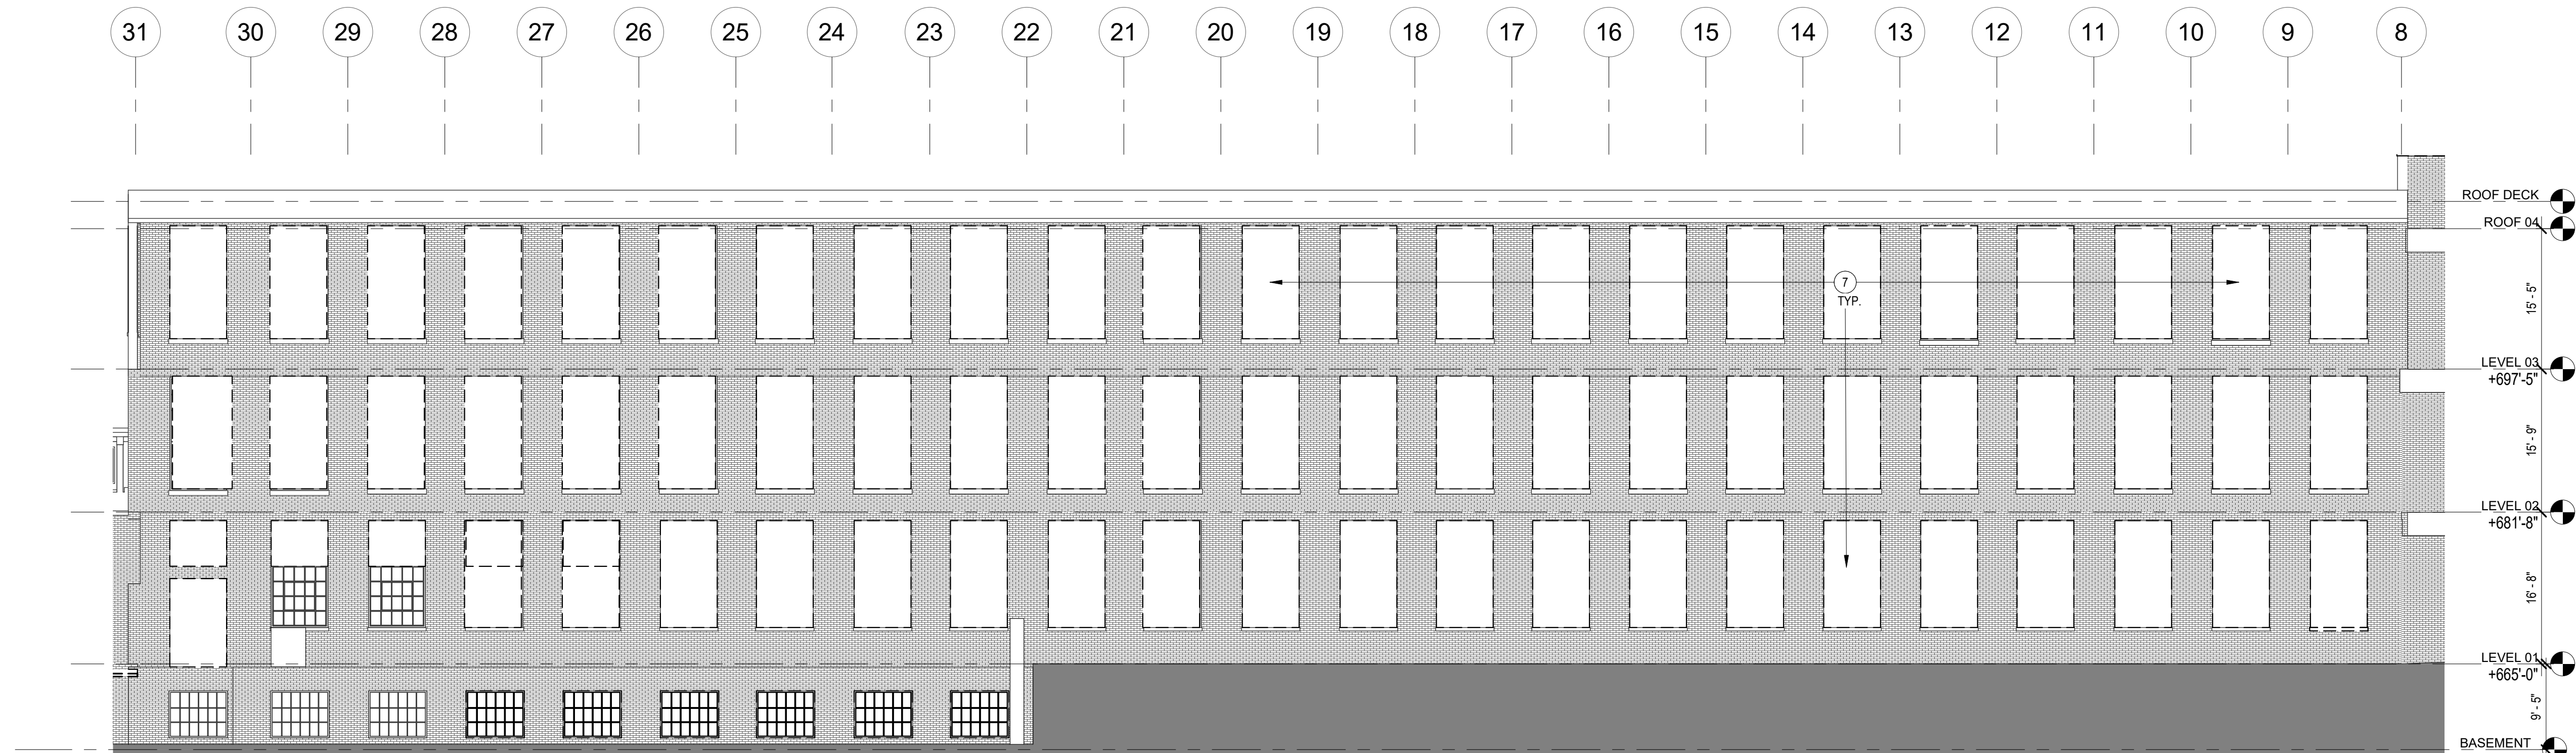 31 30 29 28 27 26 25 24 23 22 21 20 19 18 17 16 15 14 13 12 11 10 9 8
ROOF DECK
ROOF 04
7
TYP.
15' - 5"
LEVEL 03
+697'-5"
15' - 9"
LEVEL 02
+681'-8"
16' - 8"
LEVEL 01
+665'-0"
9' - 5"
BASEMENT